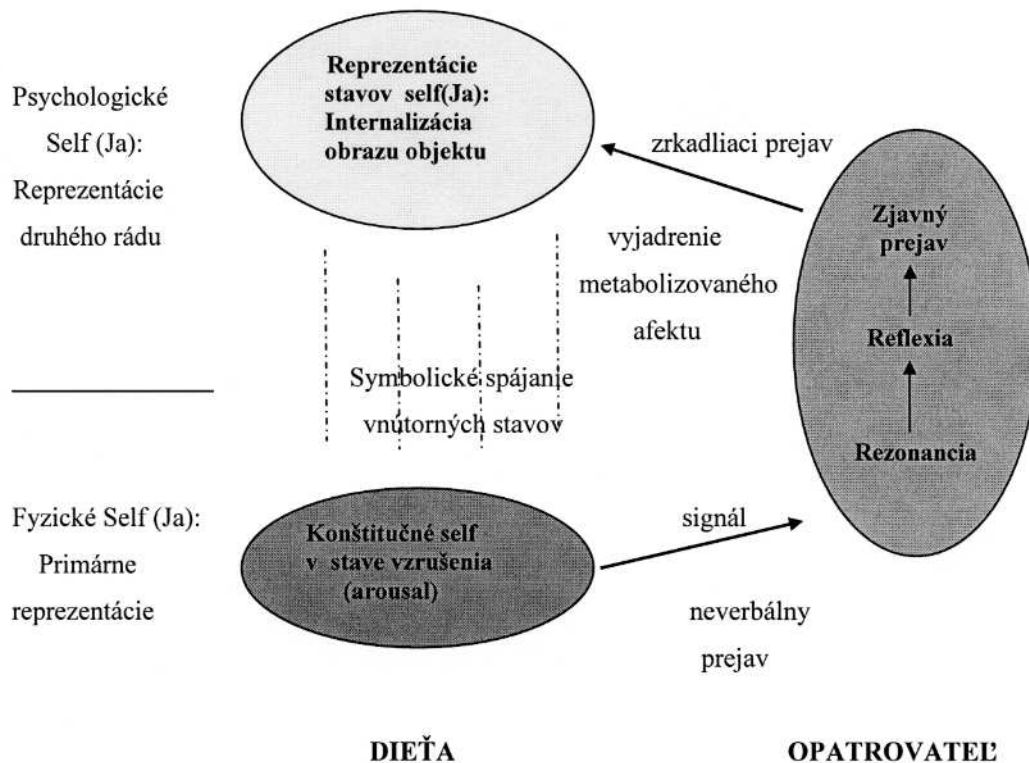 Psychologické
Self (Ja):
Reprezentácie
druhého rádu
Reprezentácie
stavov self(Ja):
Internalizácia
obrazu objektu
zrkadliaci prejav
vyjadrenie
metabolizovaného
afektu
Zjavný
prejav
Reflexia
Rezonancia
Symbolické spájanie
vnútorných stavov
Fyzické Self (Ja):
Primárne
reprezentácie
Konštitučné self
v stave vzrušenia
(arousal)
signál
neverbálny
prejav
DIEŤA
OPATROVATEĽ